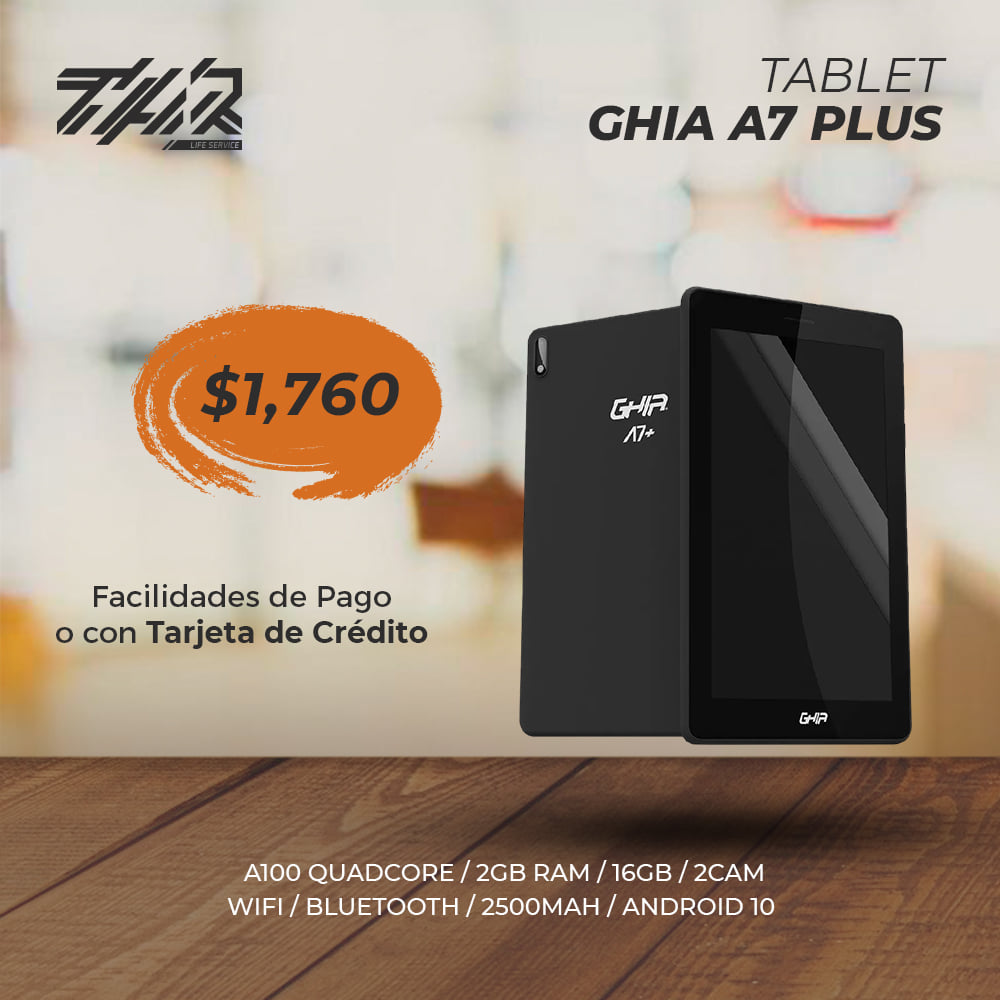 THR
LIFE SERVICE
TABLET
GHIA A7 PLUS
$1,760
GHIA
A7+
Facilidades de Pago
o con Tarjeta de Crédito
GHIA
A100 QUADCORE / 2GB RAM / 16GB / 2CAM
WIFI / BLUETOOTH / 2500MAH / ANDROID 10